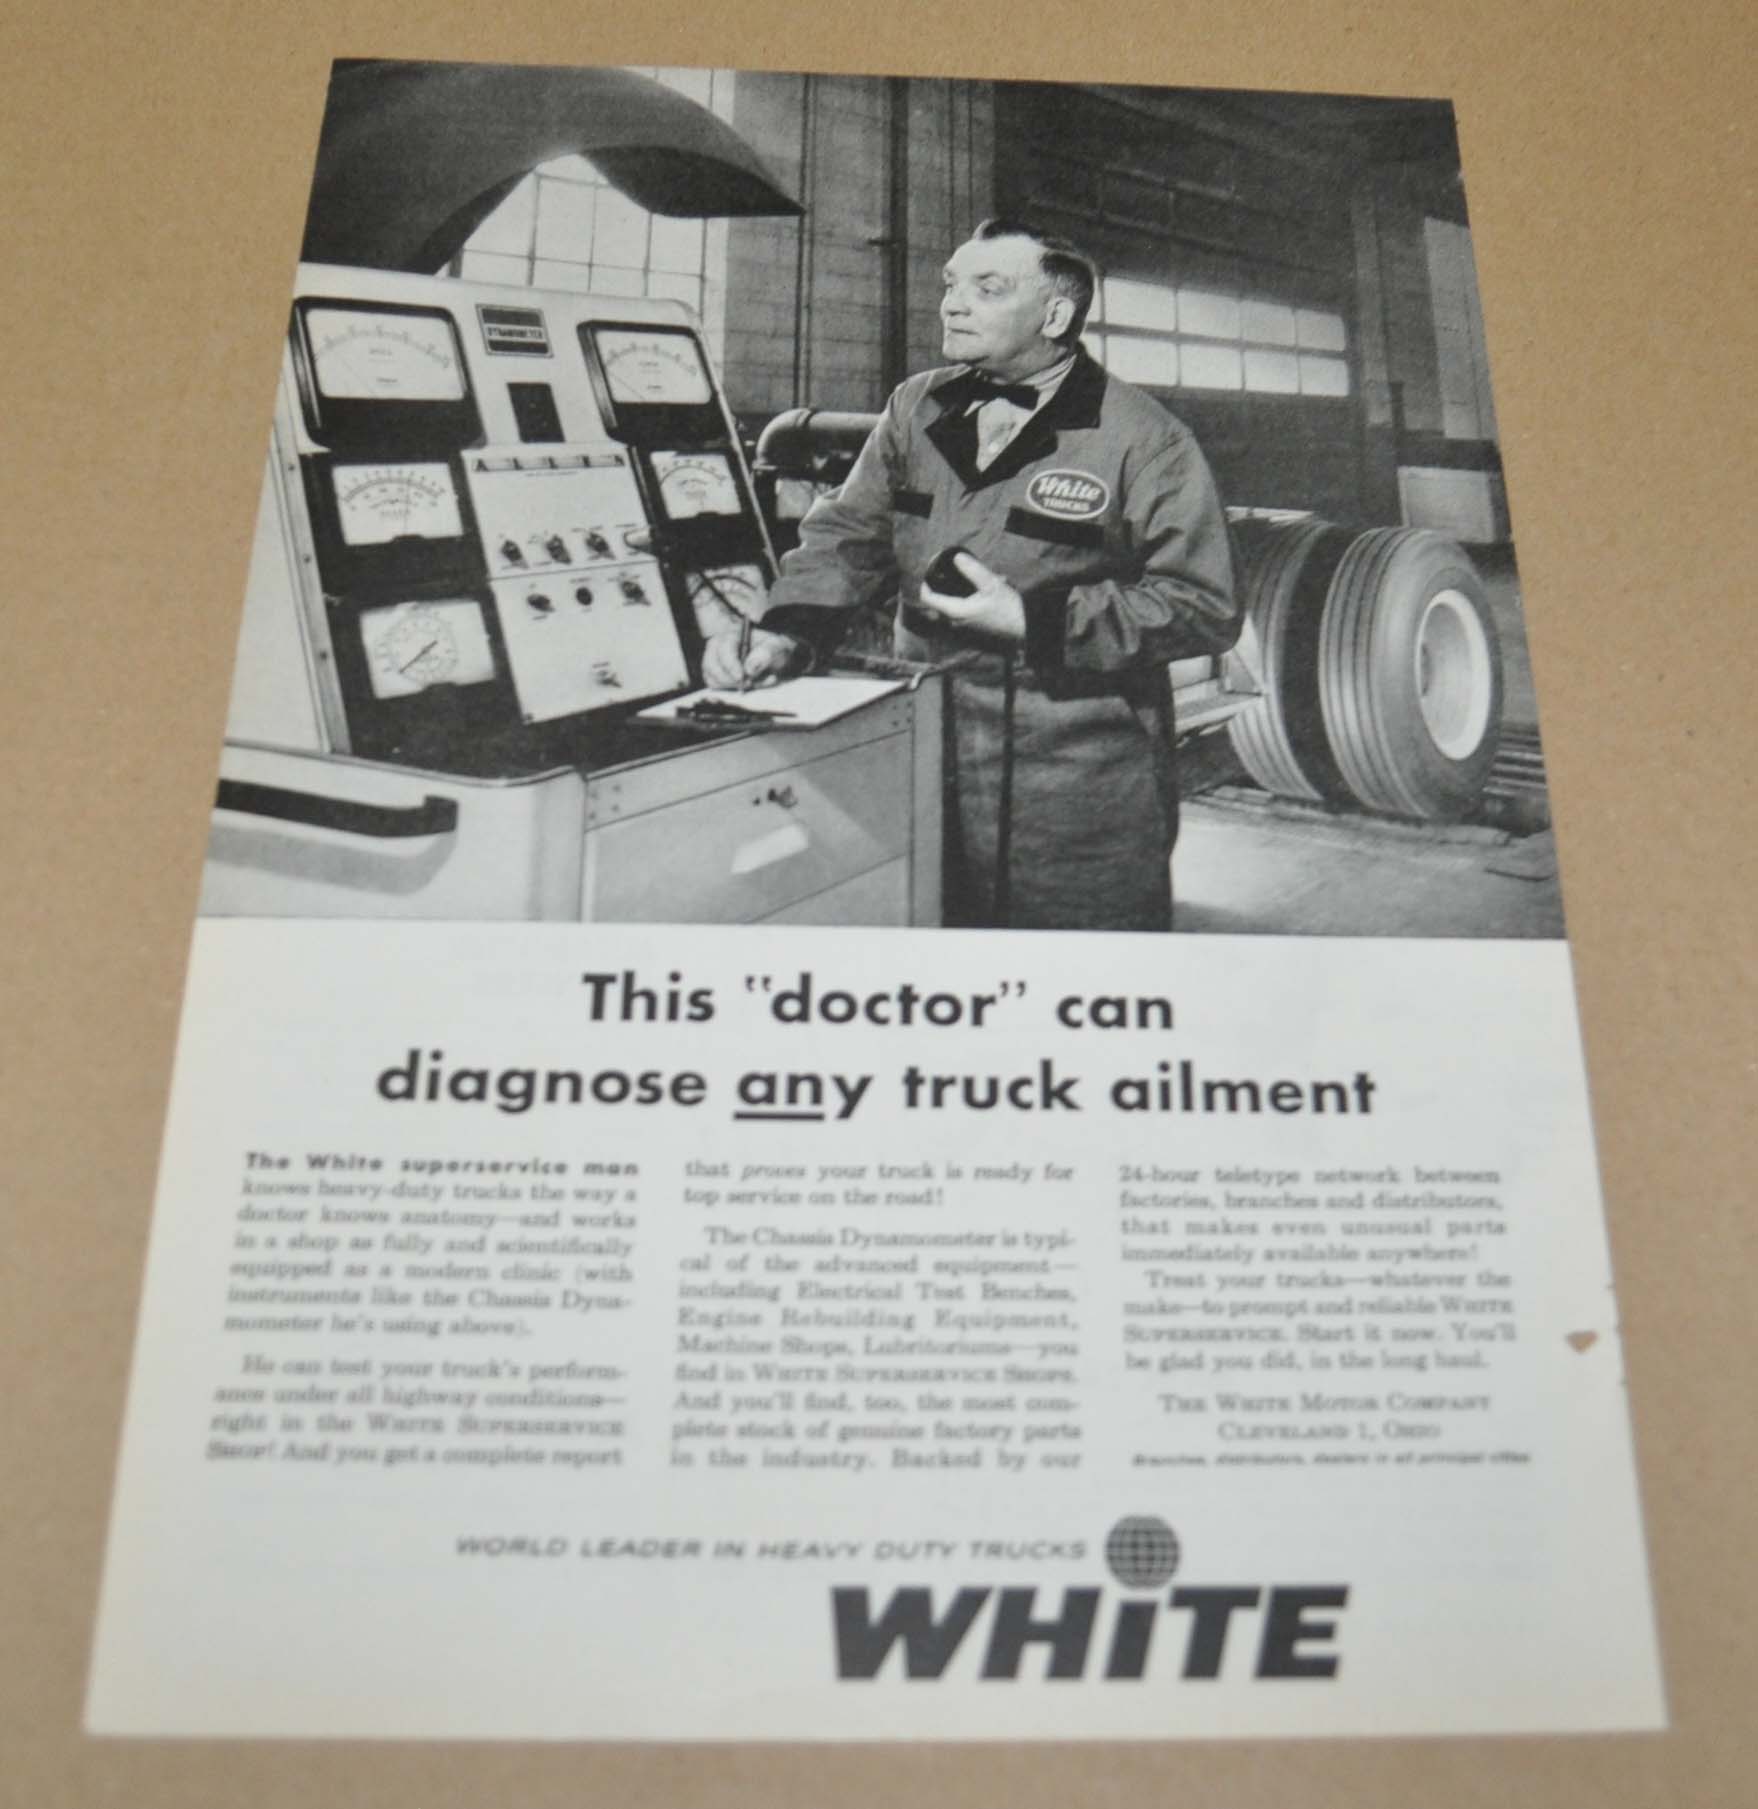 DYNAMOMETER
ALLEN
White
TRUCKS
This "doctor" can
diagnose any truck ailment
The White superservice man
knows heavy-duty trucks the way a
doctor knows anatomy—and works
in a shop as fully and scientifically
equipped as a modern clinic (with
instruments like the Chassis Dyna-
mometer he's using above).
He can test your truck's perform-
ance under all highway conditions—
right in the WHITE SUPERSERVICE
SHOP! And you get a complete report
that proves your truck is ready for
top service on the road!
The Chassis Dynamometer is typi-
cal of the advanced equipment—
including Electrical Test Benches,
Engine Rebuilding Equipment,
Machine Shops, Lubritoriums—you
find in WHITE SUPERSERVICE SHOPS.
And you'll find, too, the most com-
plete stock of genuine factory parts
in the industry. Backed by our
24-hour teletype network between
factories, branches and distributors,
that makes even unusual parts
immediately available anywhere!
Treat your trucks—whatever the
make—to prompt and reliable WHITE
SUPERSERVICE. Start it now. You'll
be glad you did, in the long haul.
THE WHITE MOTOR COMPANY
CLEVELAND 1, OHIO
Branches, distributors, dealers in all principal cities
WORLD LEADER IN HEAVY DUTY TRUCKS
WHiTE